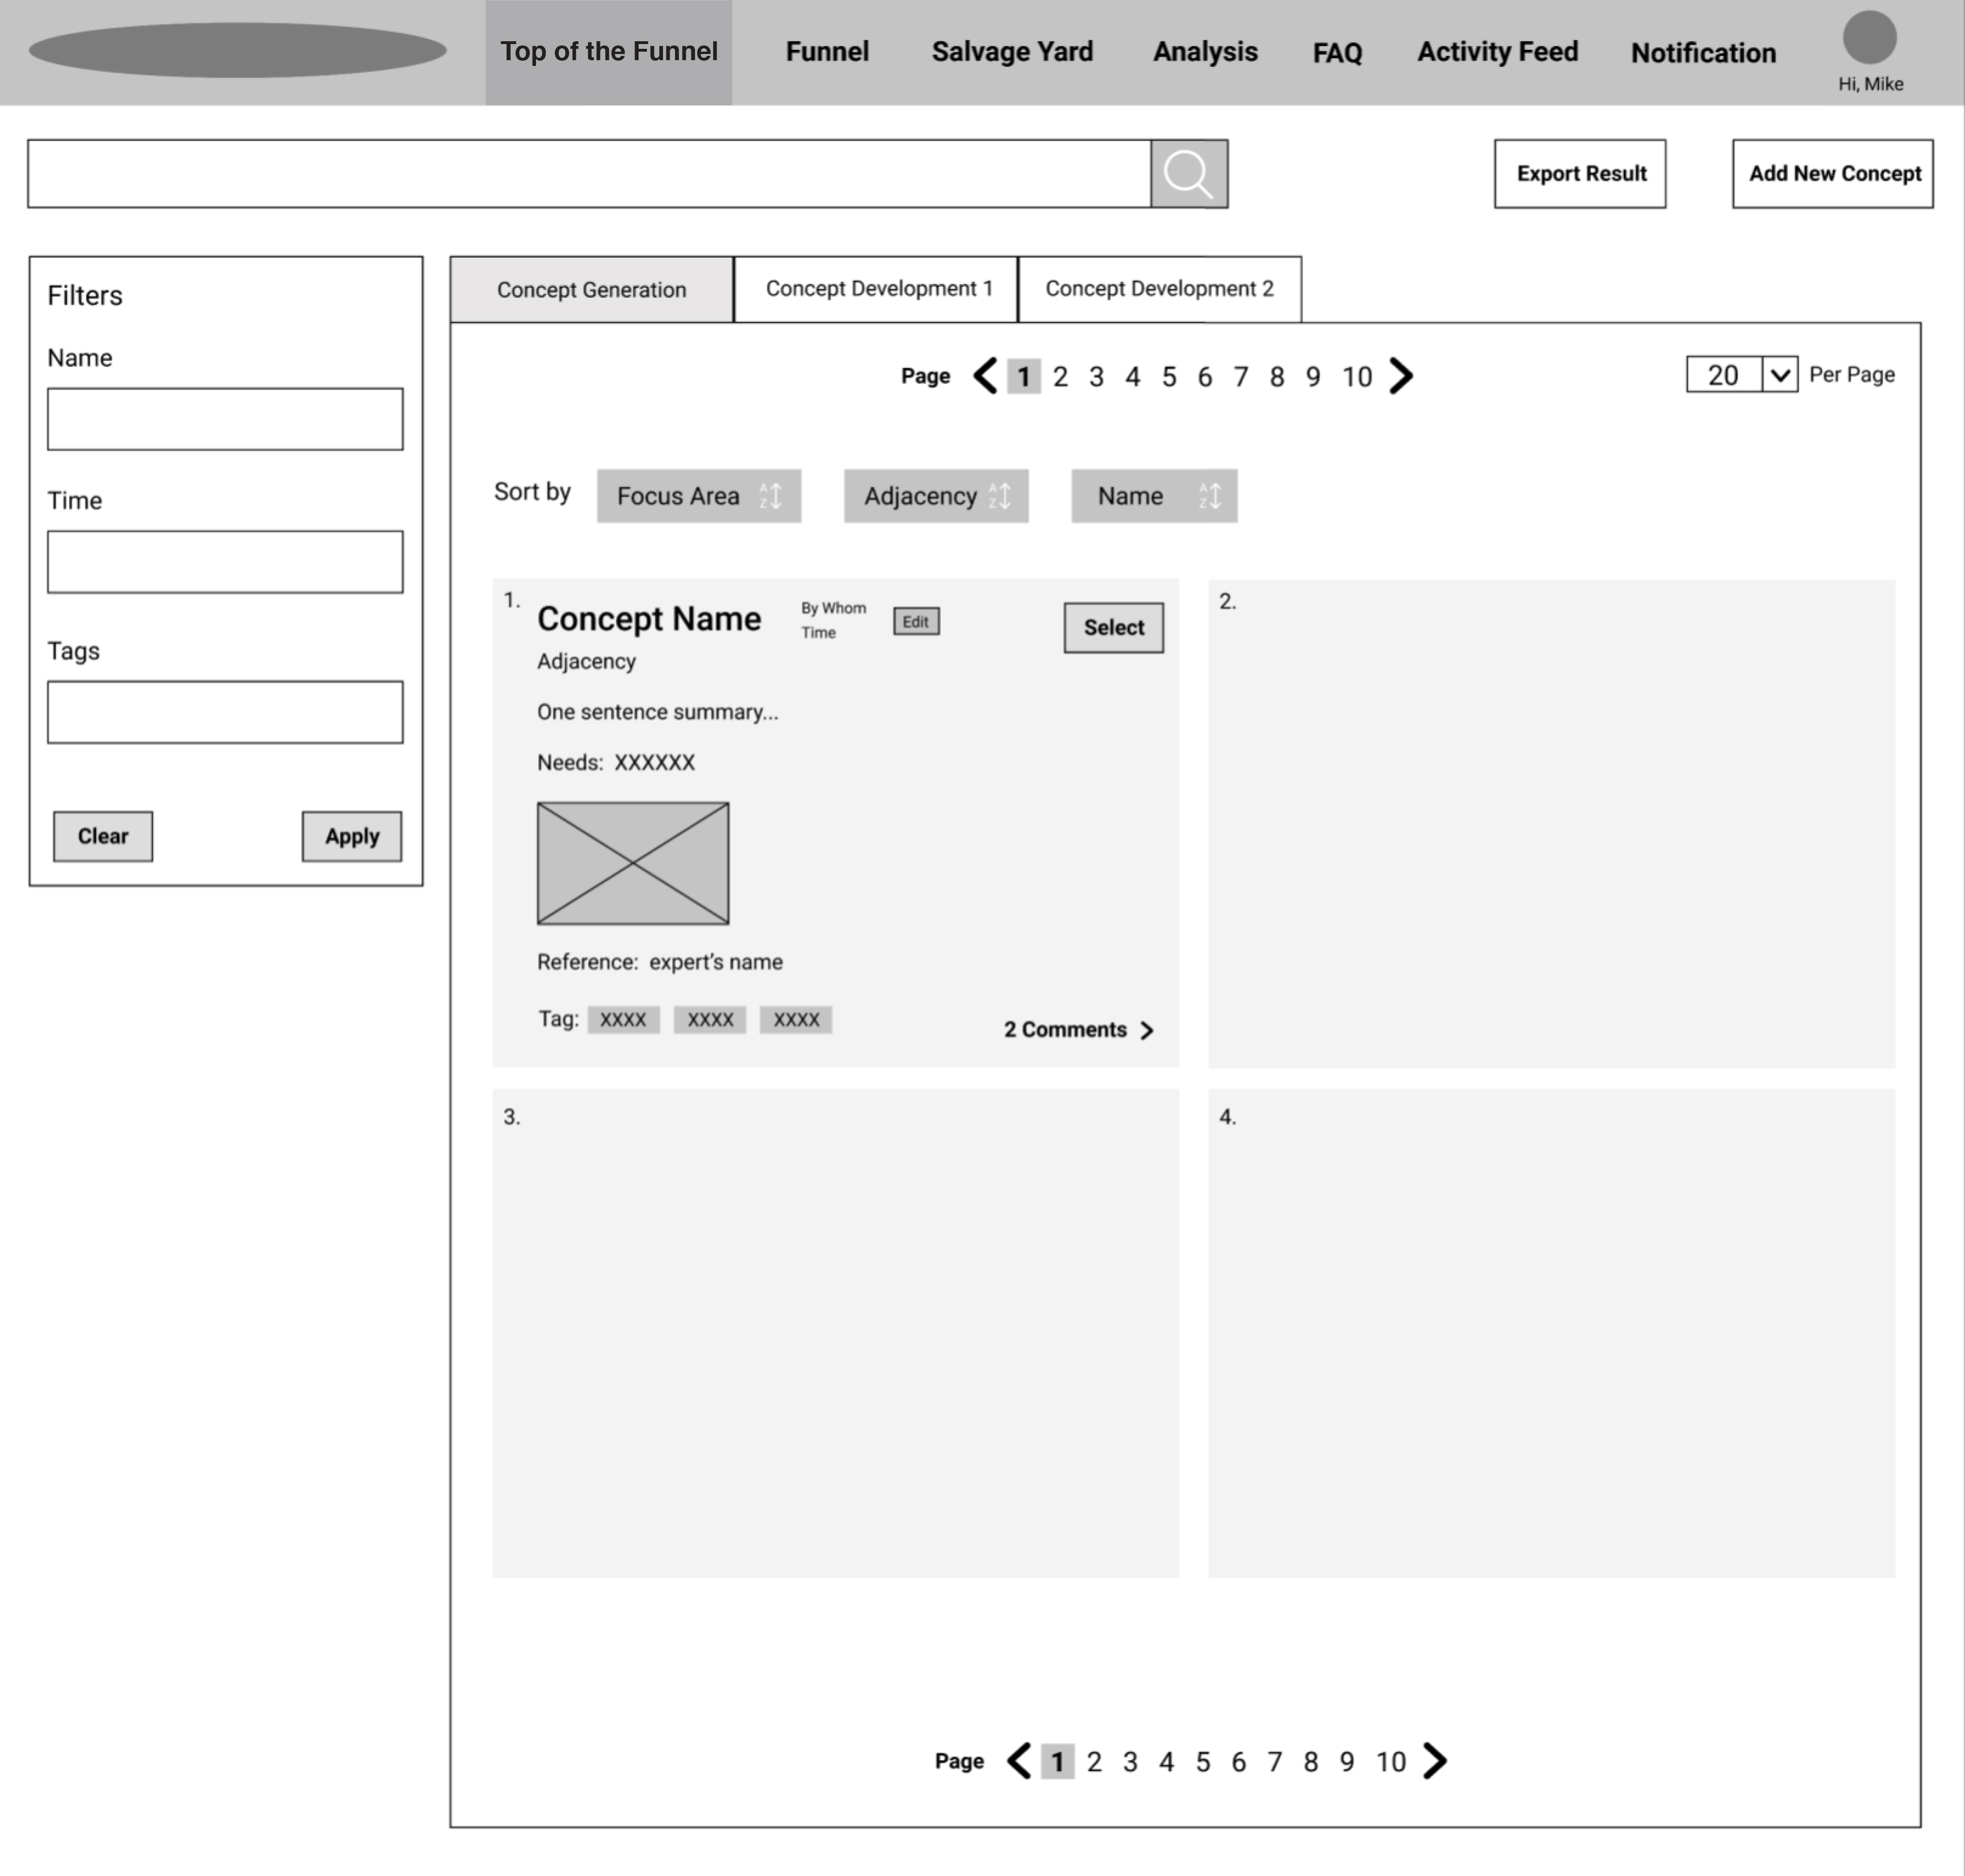 Top of the Funnel Funnel Salvage Yard Analysis FAQ Activity Feed Notification
Hi, Mike
Export Result Add New Concept
Filters
Name
Time
Tags
Clear Apply
Concept Generation Concept Development 1 Concept Development 2
Page 1 2 3 4 5 6 7 8 9 10 20 Per Page
Sort by Focus Area A Z Adjacency A Z Name A Z
1. Concept Name By Whom
Time Edit Select
Adjacency
One sentence summary...
Needs: XXXXXX
Reference: expert’s name
Tag: XXXX XXXX XXXX
2 Comments
2.
3.
4.
Page 1 2 3 4 5 6 7 8 9 10